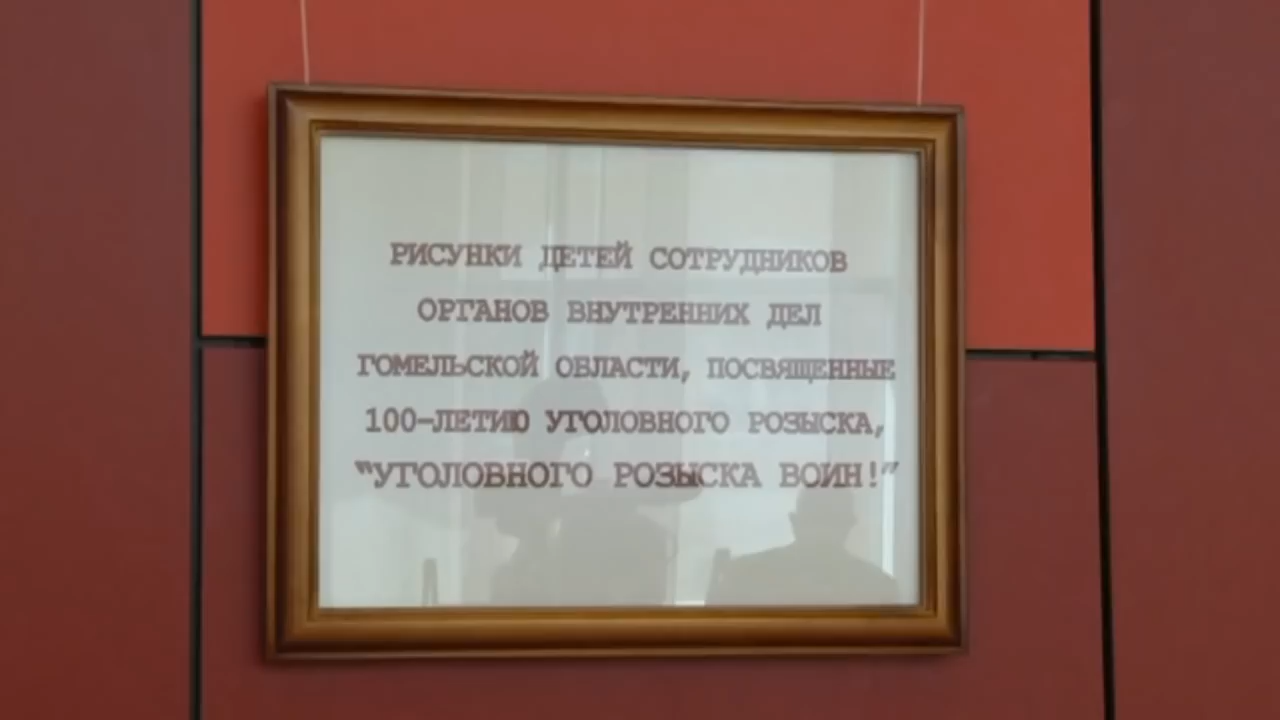 РИСУНКИ ДЕТЕЙ СОТРУДНИКОВ
ОРГАНОВ ВНУТРЕННИХ ДЕЛ
ГОМЕЛЬСКОЙ ОБЛАСТИ, ПОСВЯЩЕННЫЕ
100-ЛЕТИЮ УГОЛОВНОГО РОЗЫСКА,
"УГОЛОВНОГО РОЗЫСКА ВОИН!"